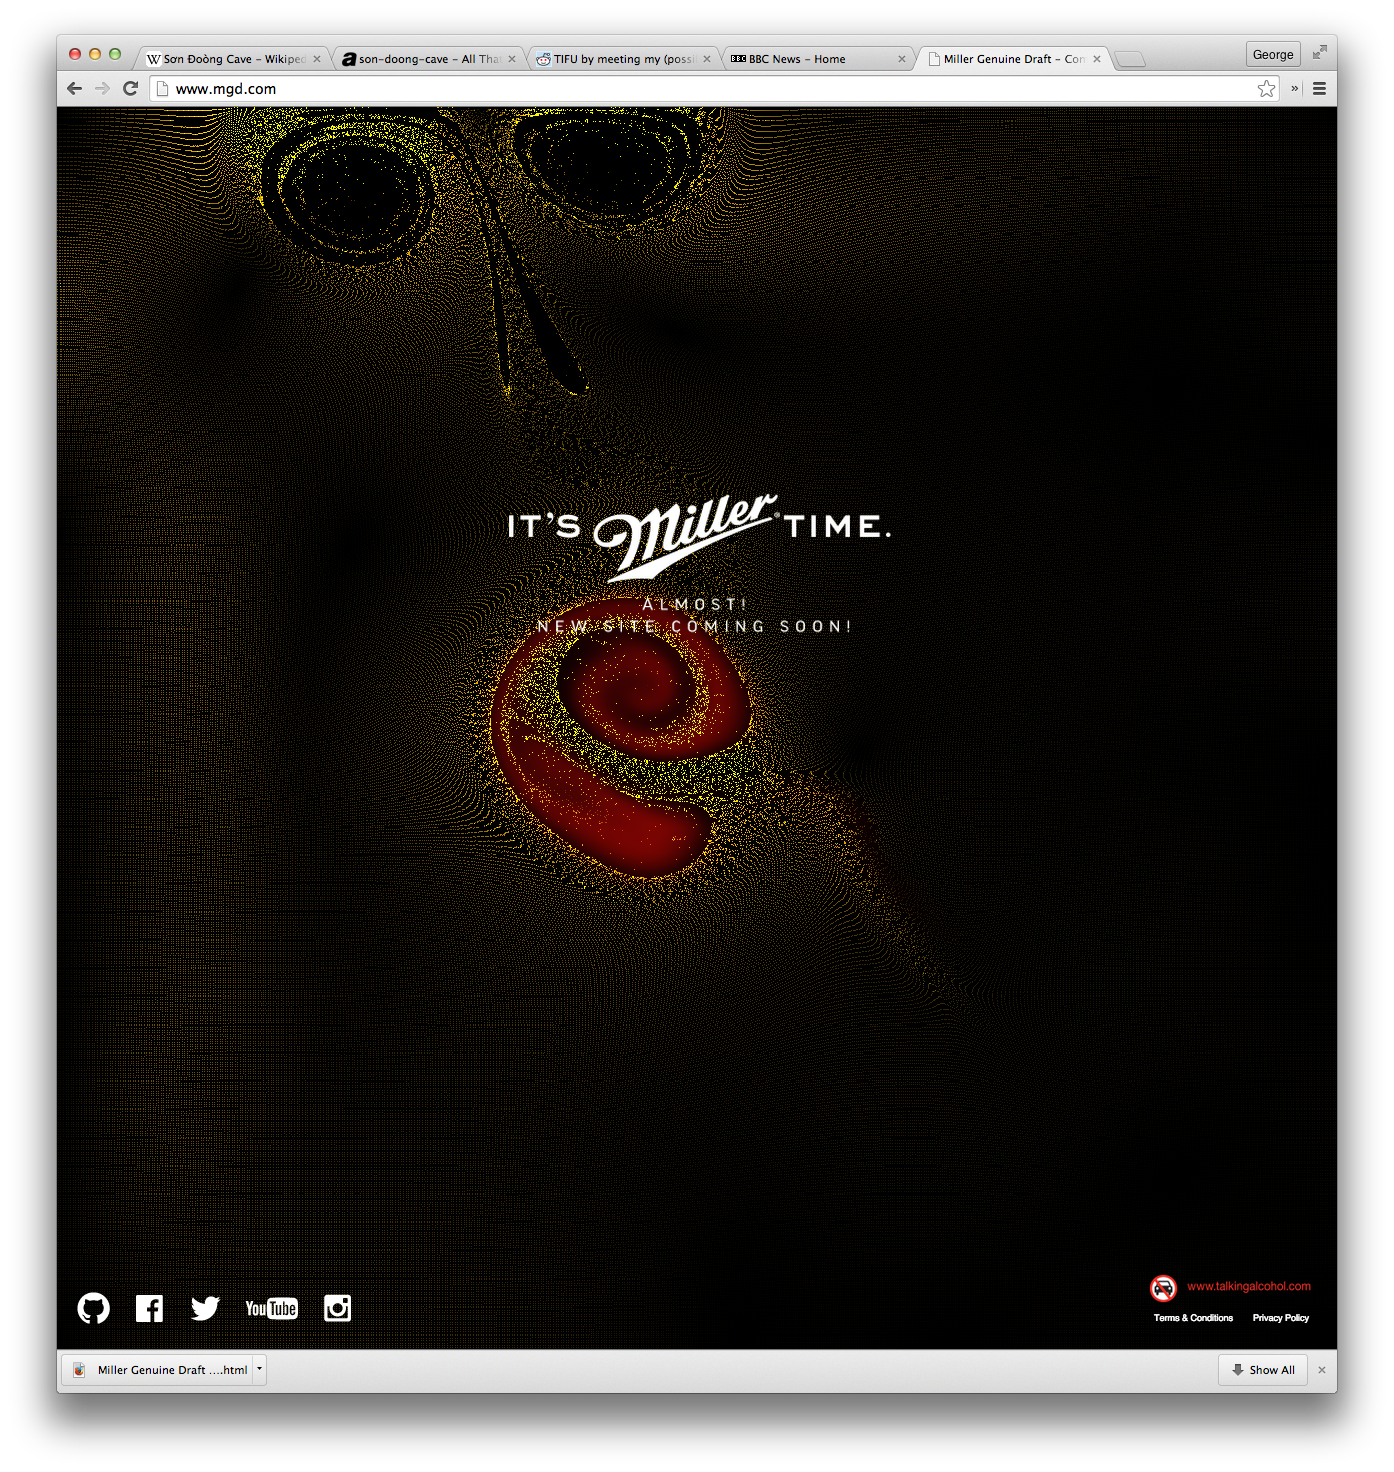 Sơn Đoòng Cave – Wikiped
son-doong-cave – All Tha
TIFU by meeting my (possi
BBC News – Home
Miller Genuine Draft – Con
George
www.mgd.com
IT'S Miller® TIME.
ALMOST!
NEW SITE COMING SOON!
YouTube
www.talkingalcohol.com
Terms & Conditions
Privacy Policy
Miller Genuine Draft ....html
Show All